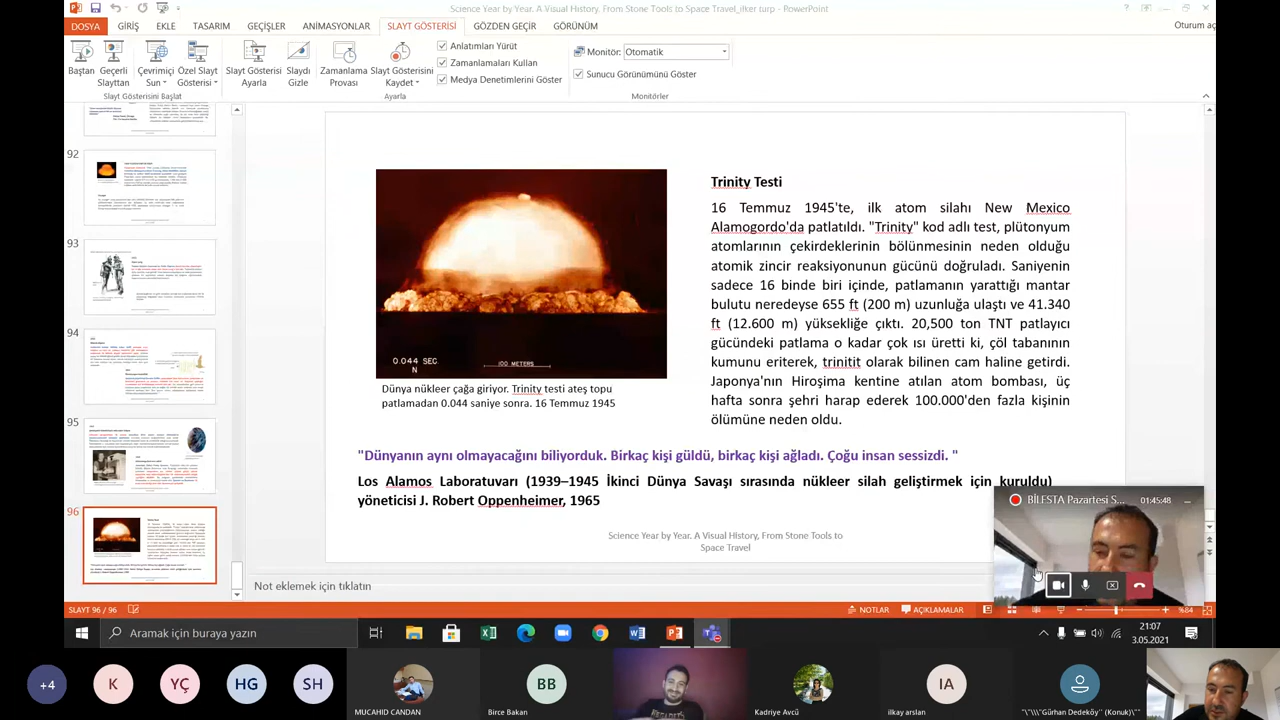 Science Year by Year. A Visual History. From Stone Tools to Space Travel_ilker turp - PowerPoint
DOSYA GİRİŞ EKLE TASARIM GEÇİŞLER ANİMASYONLAR SLAYT GÖSTERİSİ GÖZDEN GEÇİR GÖRÜNÜM
Oturum aç
Baştan
Geçerli Slayttan
Çevrimiçi Sun
Özel Slayt Gösterisi
Slayt Gösterisi Ayarla
Slaydı Gizle
Zamanlama Provası
Slayt Gösterisini Kaydet
Anlatımları Yürüt
Zamanlamaları Kullan
Medya Denetimlerini Göster
Monitör: Otomatik
Sunucu Görünümünü Göster
Slayt Gösterisini Başlat
Ayarla
Monitörler
92
93
94
95
96
0.044 SEC
N
100 METERS
Dünya atom çağına giriyor. Trinity testi sırasında
patlamanın 0.044 saniye sonra. 16 Temmuz 1945
Trinity Testi
16 Temmuz 1945'te ilk atom silahı New Mexico
Alamogordo'da patlatıldı. "Trinity" kod adlı test, plütonyum
atomlarının çekirdeklerinin bölünmesinin neden olduğu
atomik zincir reaksiyonunun gücünü doğruladı. Saniyenin
sadece 16 binde biri içinde, patlamanın yarattığı mantar
bulutu neredeyse 655 ft (200 m) uzunluğa ulaştı ve 41.340
ft (12.600 m) yüksekliğe çıktı. 20,500 ton TNT patlayıcı
gücündeki patlama o kadar çok ısı üretti ki, çöl tabanının
kumunu eriterek, olarak bilinen cam haline getirdi.
Japonya'nın Hiroşima kentine atılan atom bombası, üç
hafta sonra şehri harap ederek 100.000'den fazla kişinin
ölümüne neden oldu.
"Dünyanın aynı olmayacağını biliyorduk. Birkaç kişi güldü, birkaç kişi ağladı. Çoğu insan sessizdi. "
Los Alamos Laboratuvarı (1939–1945 İkinci Dünya Savaşı sırasında nükleer silah geliştirmek için kuruldu)
yöneticisi J. Robert Oppenheimer, 1965
Year by Year. A Visual History, From Stone Tools to
Space Travel
BİLESTA Pazartesi S... 01:45:48
Not eklemek için tıklatın
SLAYT 96 / 96
NOTLAR AÇIKLAMALAR %84
Aramak için buraya yazın
21:07
3.05.2021
+4
K
YÇ
HG
SH
MUCAHID CANDAN
BB
Birce Bakan
Kadriye Avcü
IA
ilkay arslan
"\"\\\"Gürhan Dedeköy" (Konuk)\""